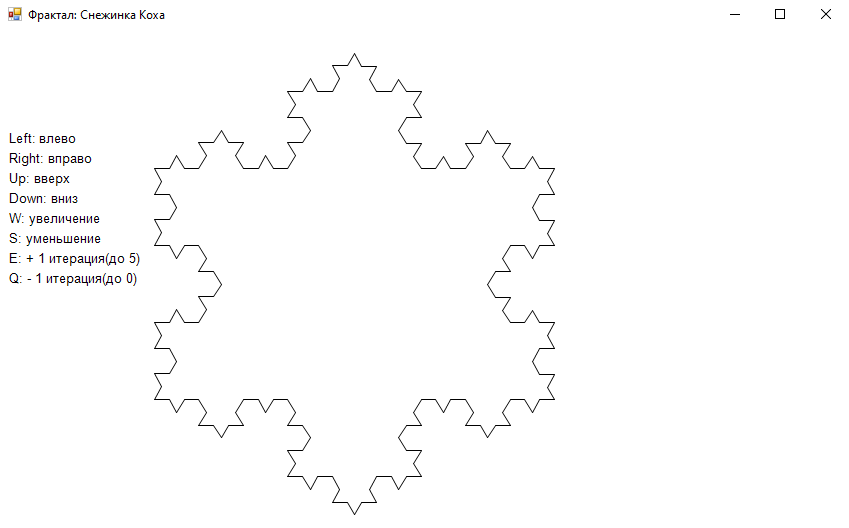 Фрактал: Снежинка Коха
Left: влево
Right: вправо
Up: вверх
Down: вниз
W: увеличение
S: уменьшение
E: + 1 итерация(до 5)
Q: - 1 итерация(до 0)